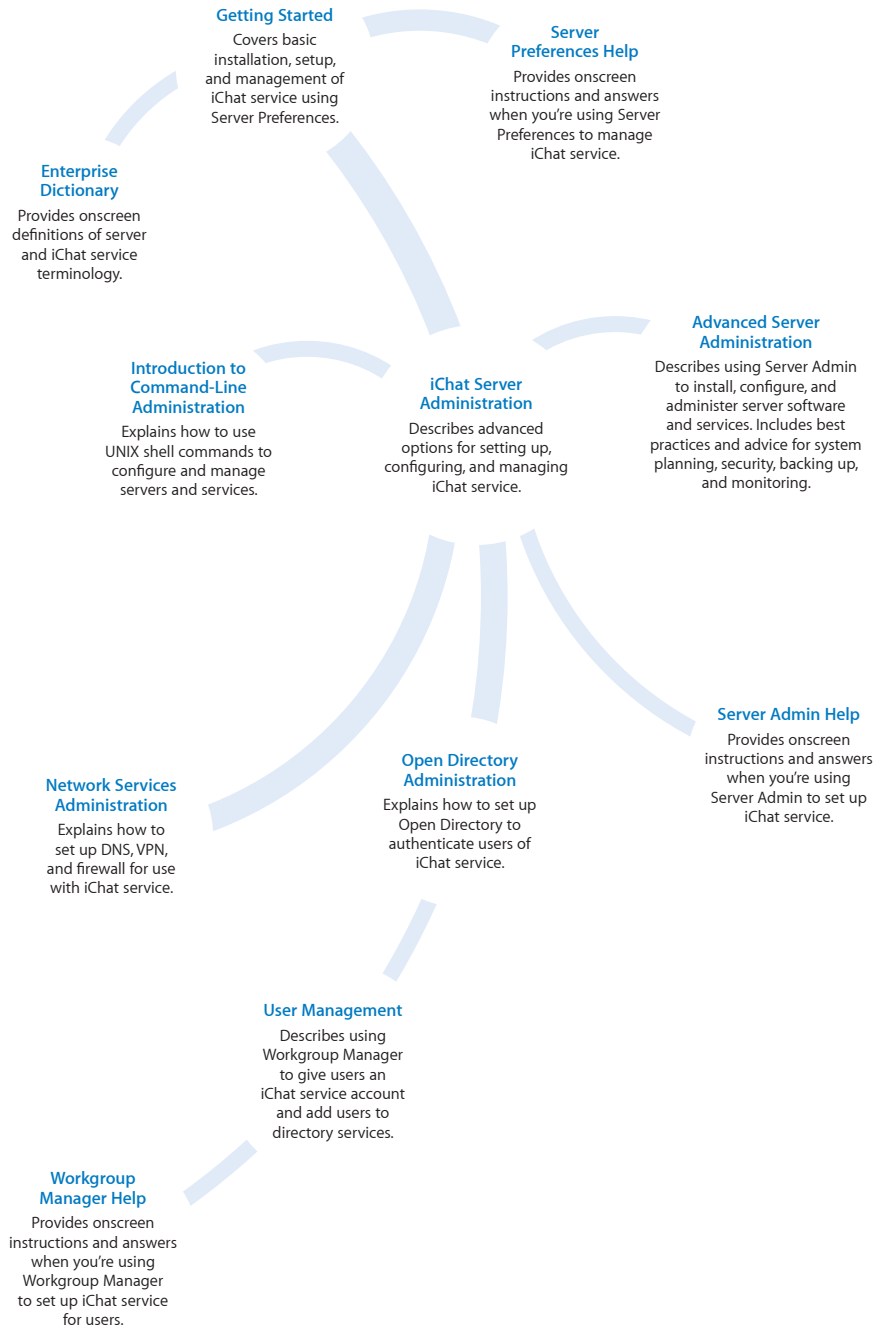 Getting Started
Covers basic
installation, setup,
and management of
iChat service using
Server Preferences.
Server
Preferences Help
Provides onscreen
instructions and answers
when you’re using Server
Preferences to manage
iChat service.
Enterprise
Dictionary
Provides onscreen
definitions of server
and iChat service
terminology.
Introduction to
Command-Line
Administration
Explains how to use
UNIX shell commands to
configure and manage
servers and services.
iChat Server
Administration
Describes advanced
options for setting up,
configuring, and managing
iChat service.
Advanced Server
Administration
Describes using Server Admin
to install, configure, and
administer server software
and services. Includes best
practices and advice for system
planning, security, backing up,
and monitoring.
Network Services
Administration
Explains how to
set up DNS, VPN,
and firewall for use
with iChat service.
Open Directory
Administration
Explains how to set up
Open Directory to
authenticate users of
iChat service.
Server Admin Help
Provides onscreen
instructions and answers
when you’re using
Server Admin to set up
iChat service.
User Management
Describes using
Workgroup Manager
to give users an
iChat service account
and add users to
directory services.
Workgroup
Manager Help
Provides onscreen
instructions and answers
when you’re using
Workgroup Manager
to set up iChat service
for users.